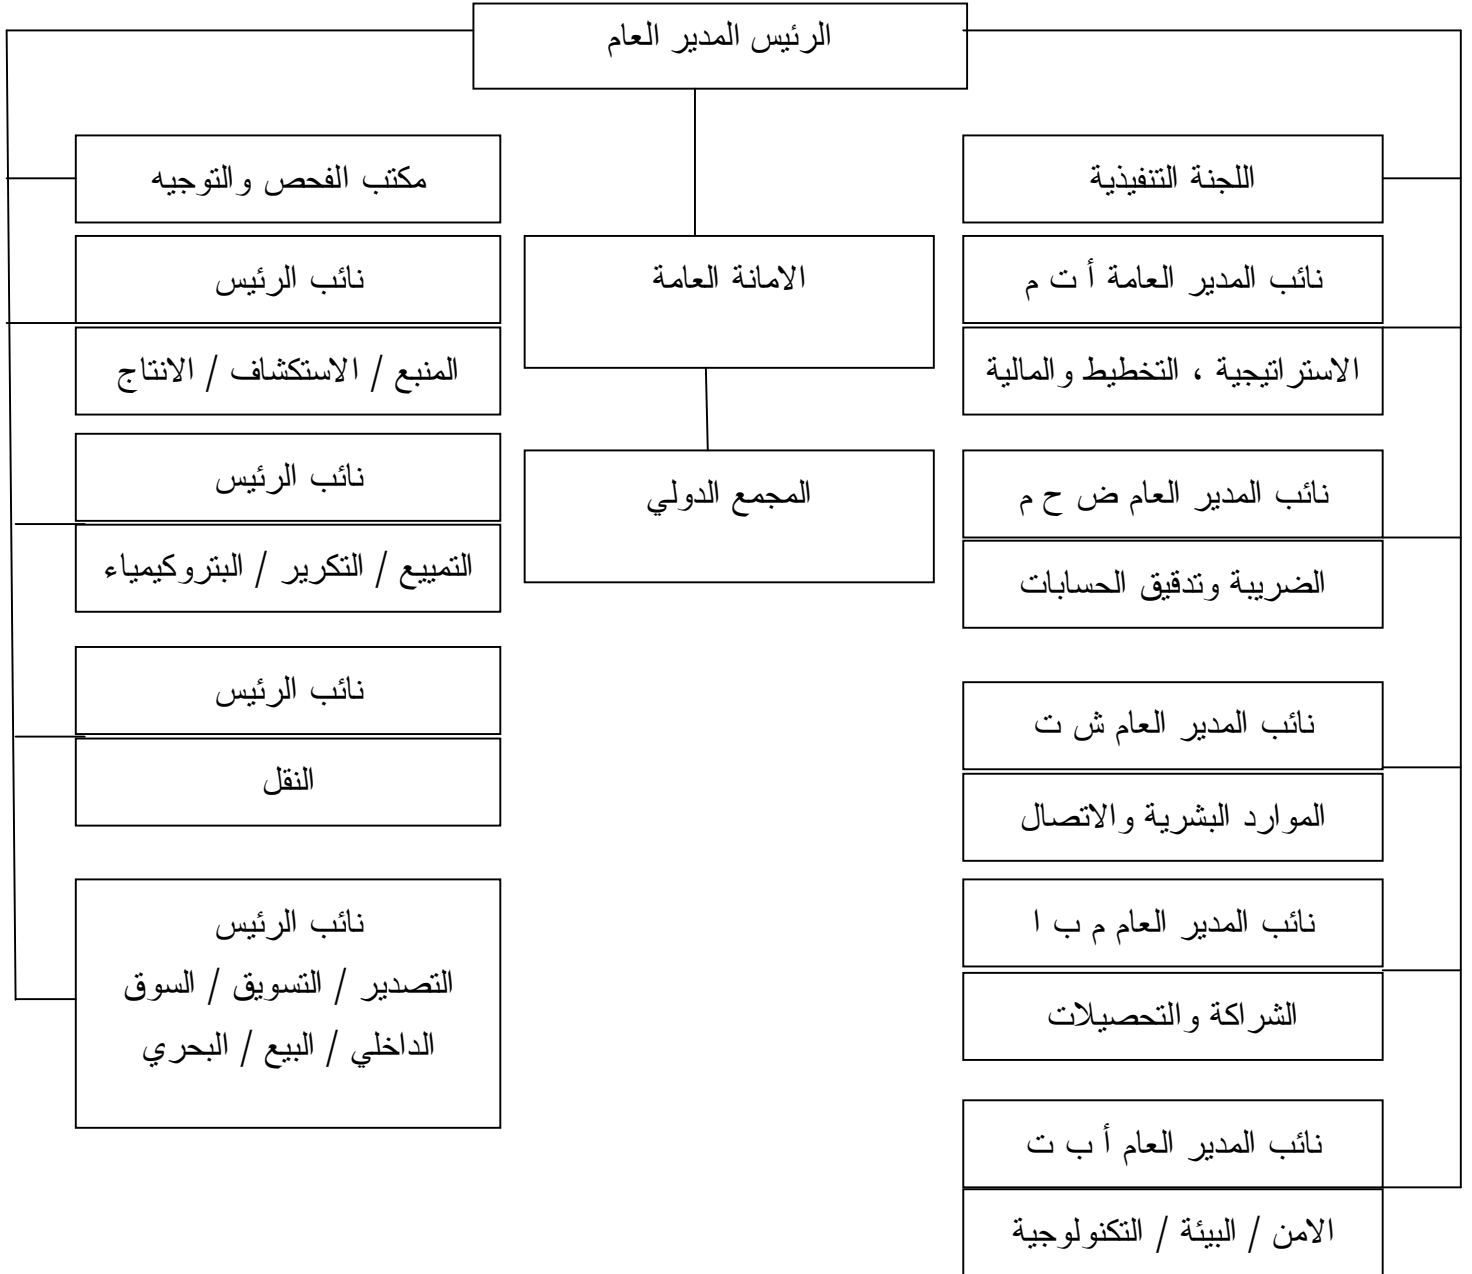 الرئيس المدير العام
اللجنة التنفيذية
نائب المدير العامة أ ت م
الاستراتيجية ، التخطيط والمالية
نائب المدير العام ض ح م
الضريبة وتدقيق الحسابات
نائب المدير العام ش ت
الموارد البشرية والاتصال
نائب المدير العام م ب ا
الشراكة والتحصيلات
نائب المدير العام أ ب ت
الامن / البيئة / التكنولوجية
الامانة العامة
المجمع الدولي
مكتب الفحص والتوجيه
نائب الرئيس
المنبع / الاستكشاف / الانتاج
نائب الرئيس
التمييع / التكرير / البتروكيمياء
نائب الرئيس
النقل
نائب الرئيس
التصدير / التسويق / السوق
الداخلي / البيع / البحري